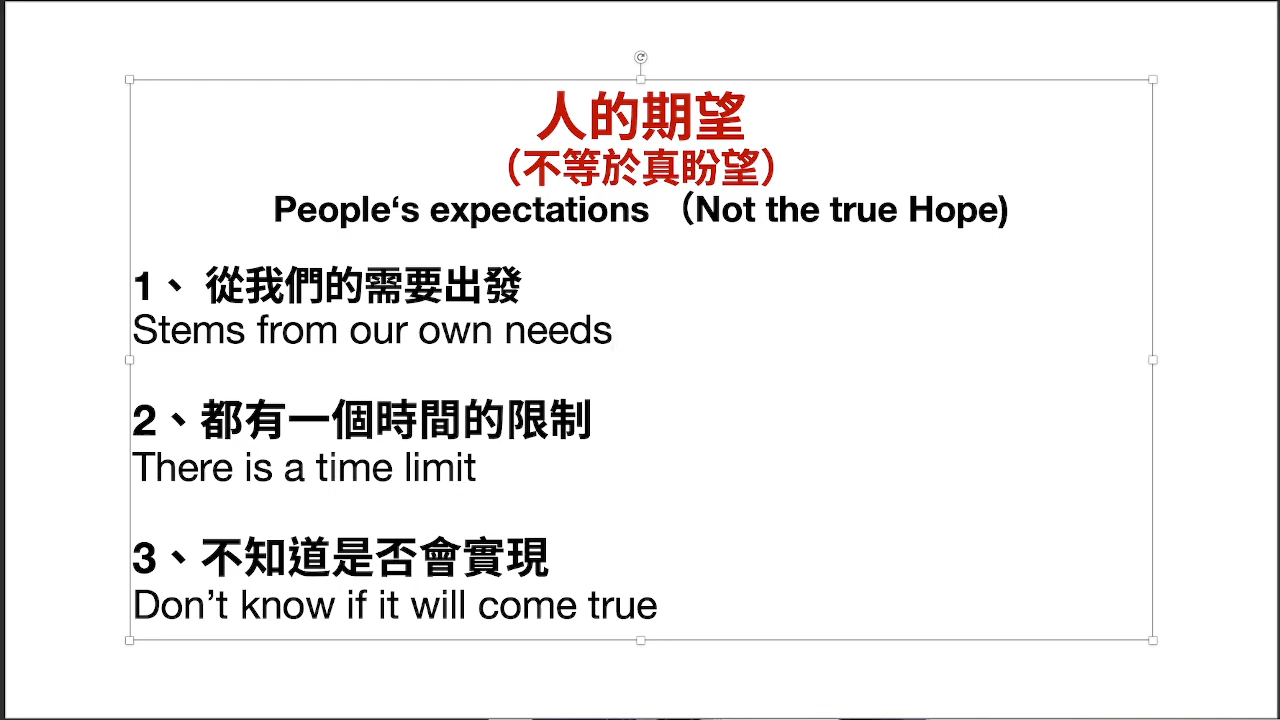 人的期望
（不等於真盼望）
People‘s expectations （Not the true Hope)
1、 從我們的需要出發
Stems from our own needs
2、都有一個時間的限制
There is a time limit
3、不知道是否會實現
Don’t know if it will come true